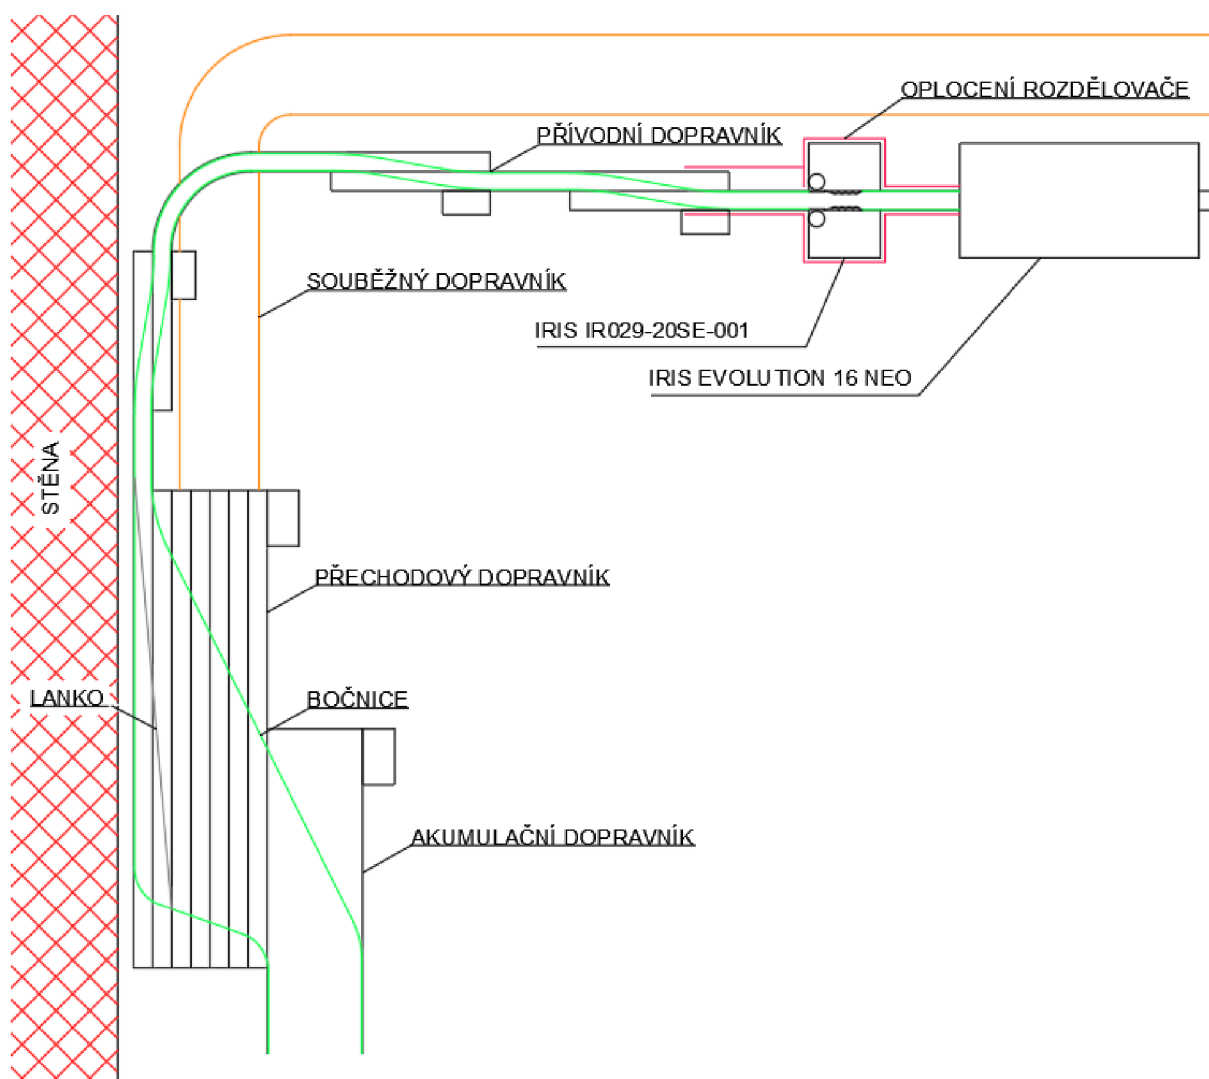 OPLOCENÍ ROZDĚLOVAČE
PŘÍVODNÍ DOPRAVNÍK
SOUBĚŽNÝ DOPRAVNÍK
IRIS IR029-20SE-001
IRIS EVOLUTION 16 NEO
STĚNA
PŘECHODOVÝ DOPRAVNÍK
LANKO
BOČNICE
AKUMULAČNÍ DOPRAVNÍK